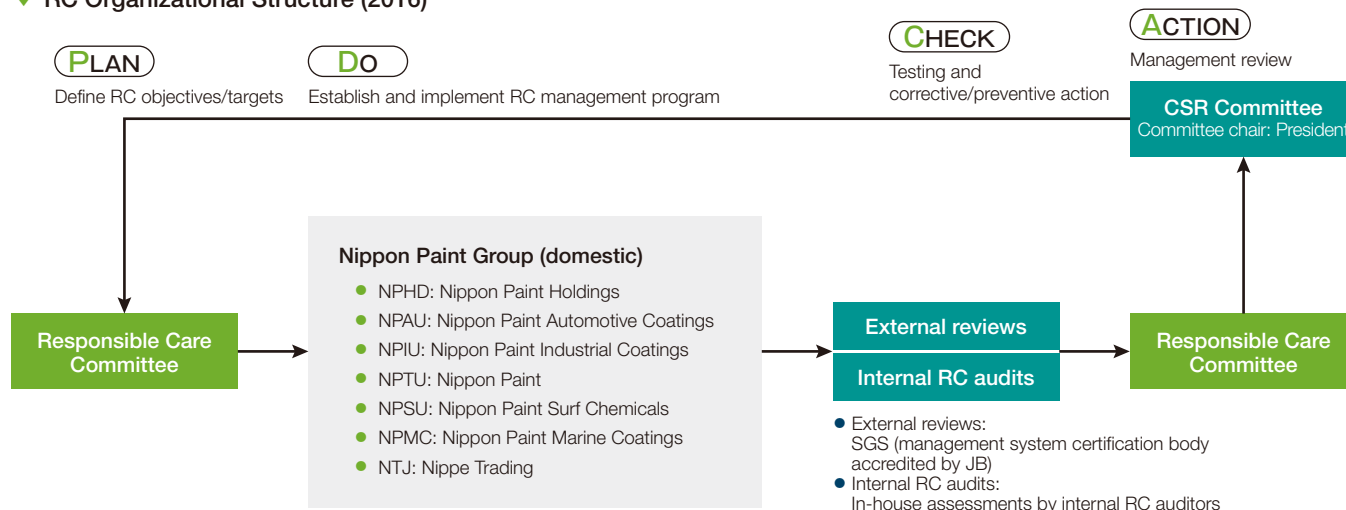 RC Organizational Structure (2016)
PLAN
Define RC objectives/targets
DO
Establish and implement RC management program
CHECK
Testing and
corrective/preventive action
ACTION
Management review
CSR Committee
Committee chair: President
Responsible Care
Committee
Nippon Paint Group (domestic)
● NPHD: Nippon Paint Holdings
● NPAU: Nippon Paint Automotive Coatings
● NPIU: Nippon Paint Industrial Coatings
● NPTU: Nippon Paint
● NPSU: Nippon Paint Surf Chemicals
● NPMC: Nippon Paint Marine Coatings
● NTJ: Nippe Trading
External reviews
Internal RC audits
● External reviews:
SGS (management system certification body
accredited by JB)
● Internal RC audits:
In-house assessments by internal RC auditors
Responsible Care
Committee